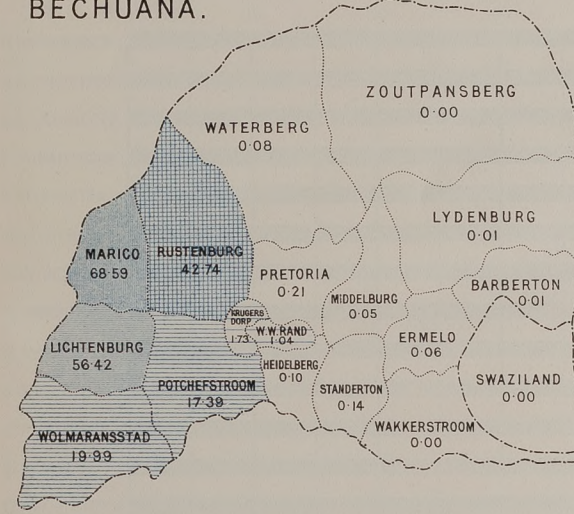 BECHUANA.
ZOUTPANSBERG
0·00
WATERBERG
0·08
LYDENBURG
0·01
MARICO
68·59
RUSTENBURG
42·74
PRETORIA
0·21
MIDDELBURG
0·05
BARBERTON
0·01
KRUGERS
DORP
1·73
W.W.RAND
1·04
ERMELO
0·06
LICHTENBURG
56·42
HEIDELBERG
0·10
POTCHEFSTROOM
17·39
STANDERTON
0·14
SWAZILAND
0·00
WAKKERSTROOM
0·00
WOLMARANSSTAD
19·99